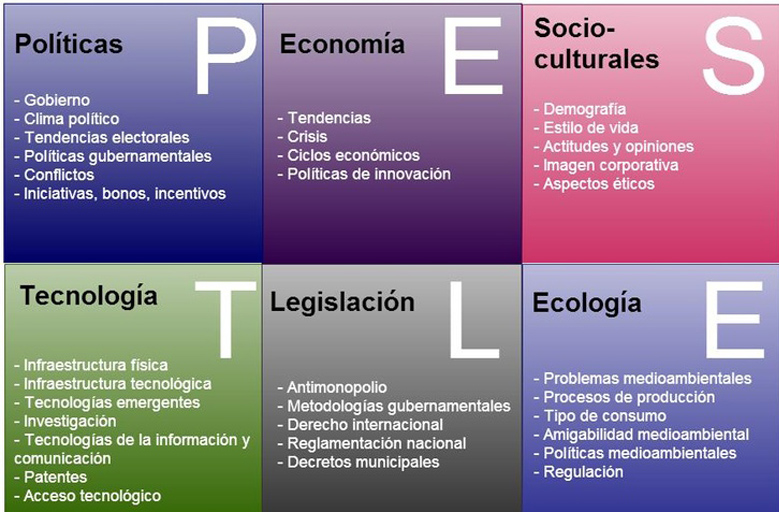 Políticas
P
- Gobierno
- Clima político
- Tendencias electorales
- Políticas gubernamentales
- Conflictos
- Iniciativas, bonos, incentivos
Economía
E
- Tendencias
- Crisis
- Ciclos económicos
- Políticas de innovación
Socio-
culturales
S
- Demografía
- Estilo de vida
- Actitudes y opiniones
- Imagen corporativa
- Aspectos éticos
Tecnología
T
- Infraestructura física
- Infraestructura tecnológica
- Tecnologías emergentes
- Investigación
- Tecnologías de la información y
comunicación
- Patentes
- Acceso tecnológico
Legislación
L
- Antimonopolio
- Metodologías gubernamentales
- Derecho internacional
- Reglamentación nacional
- Decretos municipales
Ecología
E
- Problemas medioambientales
- Procesos de producción
- Tipo de consumo
- Amigabilidad medioambiental
- Políticas medioambientales
- Regulación